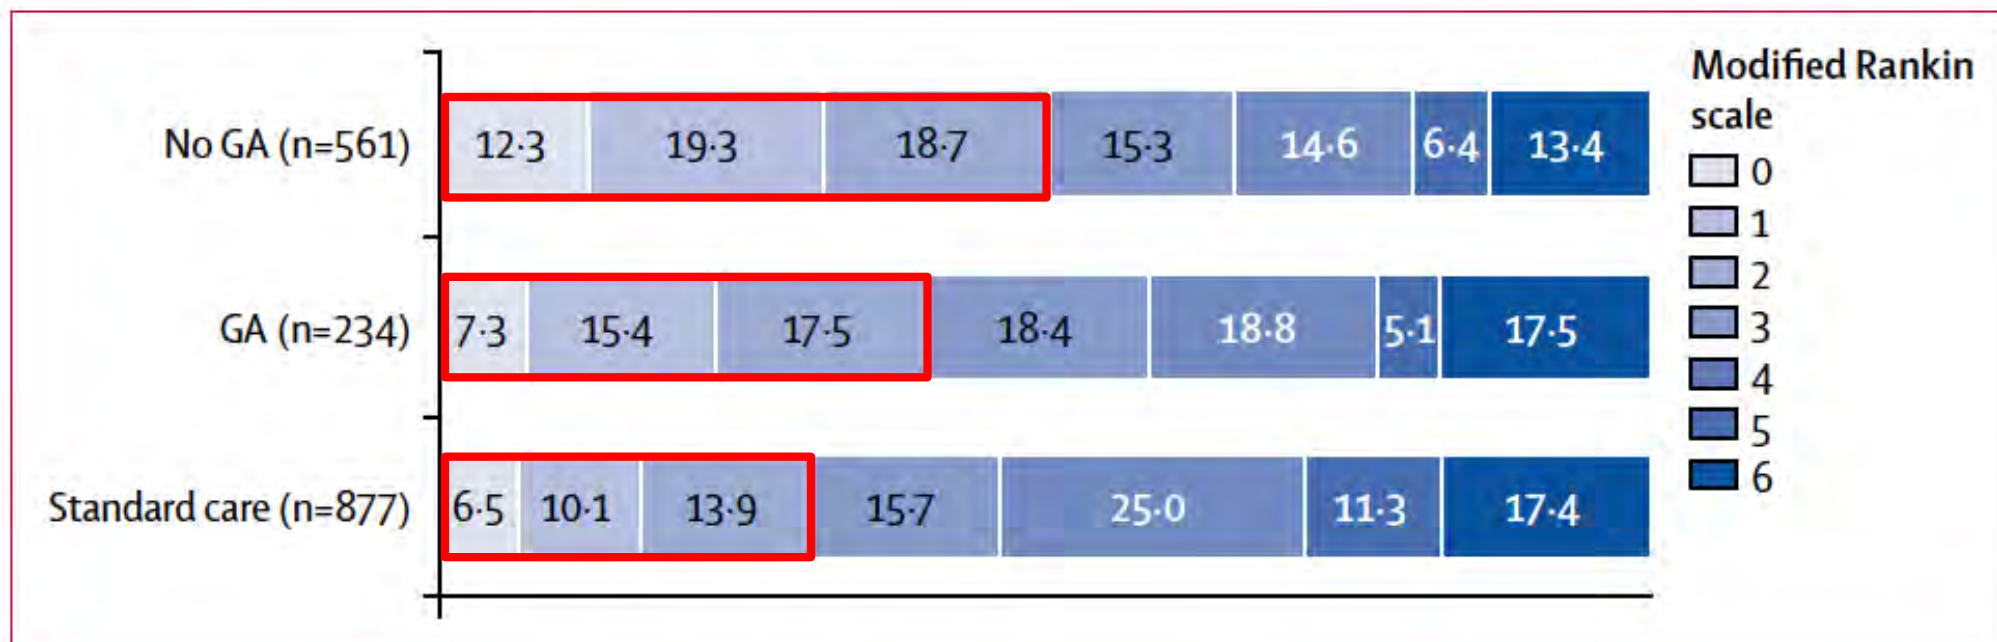 Modified Rankin
scale
0
1
2
3
4
5
6
No GA (n=561) 12·3 19·3 18·7 15·3 14·6 6·4 13·4
GA (n=234) 7·3 15·4 17·5 18·4 18·8 5·1 17·5
Standard care (n=877) 6·5 10·1 13·9 15·7 25·0 11·3 17·4